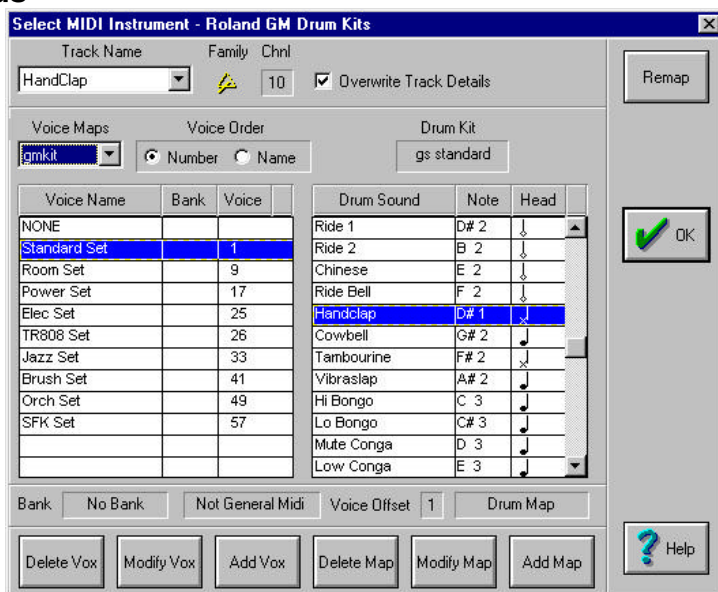 Select MIDI Instrument - Roland GM Drum Kits
Track Name Family Chnl
HandClap 10 Overwrite Track Details
Remap
Voice Maps Voice Order Drum Kit
gmkit Number Name gs standard
Voice Name Bank Voice Drum Sound Note Head
NONE Ride 1 D# 2
Standard Set 1 Ride 2 B 2
Room Set 9 Chinese E 2
Power Set 17 Ride Bell F 2
Elec Set 25 Handclap D# 1
TR808 Set 26 Cowbell G# 2
Jazz Set 33 Tambourine F# 2
Brush Set 41 Vibraslap A# 2
Orch Set 49 Hi Bongo C 3
SFK Set 57 Lo Bongo C# 3
Mute Conga D 3
Low Conga E 3
OK
Bank No Bank Not General Midi Voice Offset 1 Drum Map
Delete Vox Modify Vox Add Vox Delete Map Modify Map Add Map
Help